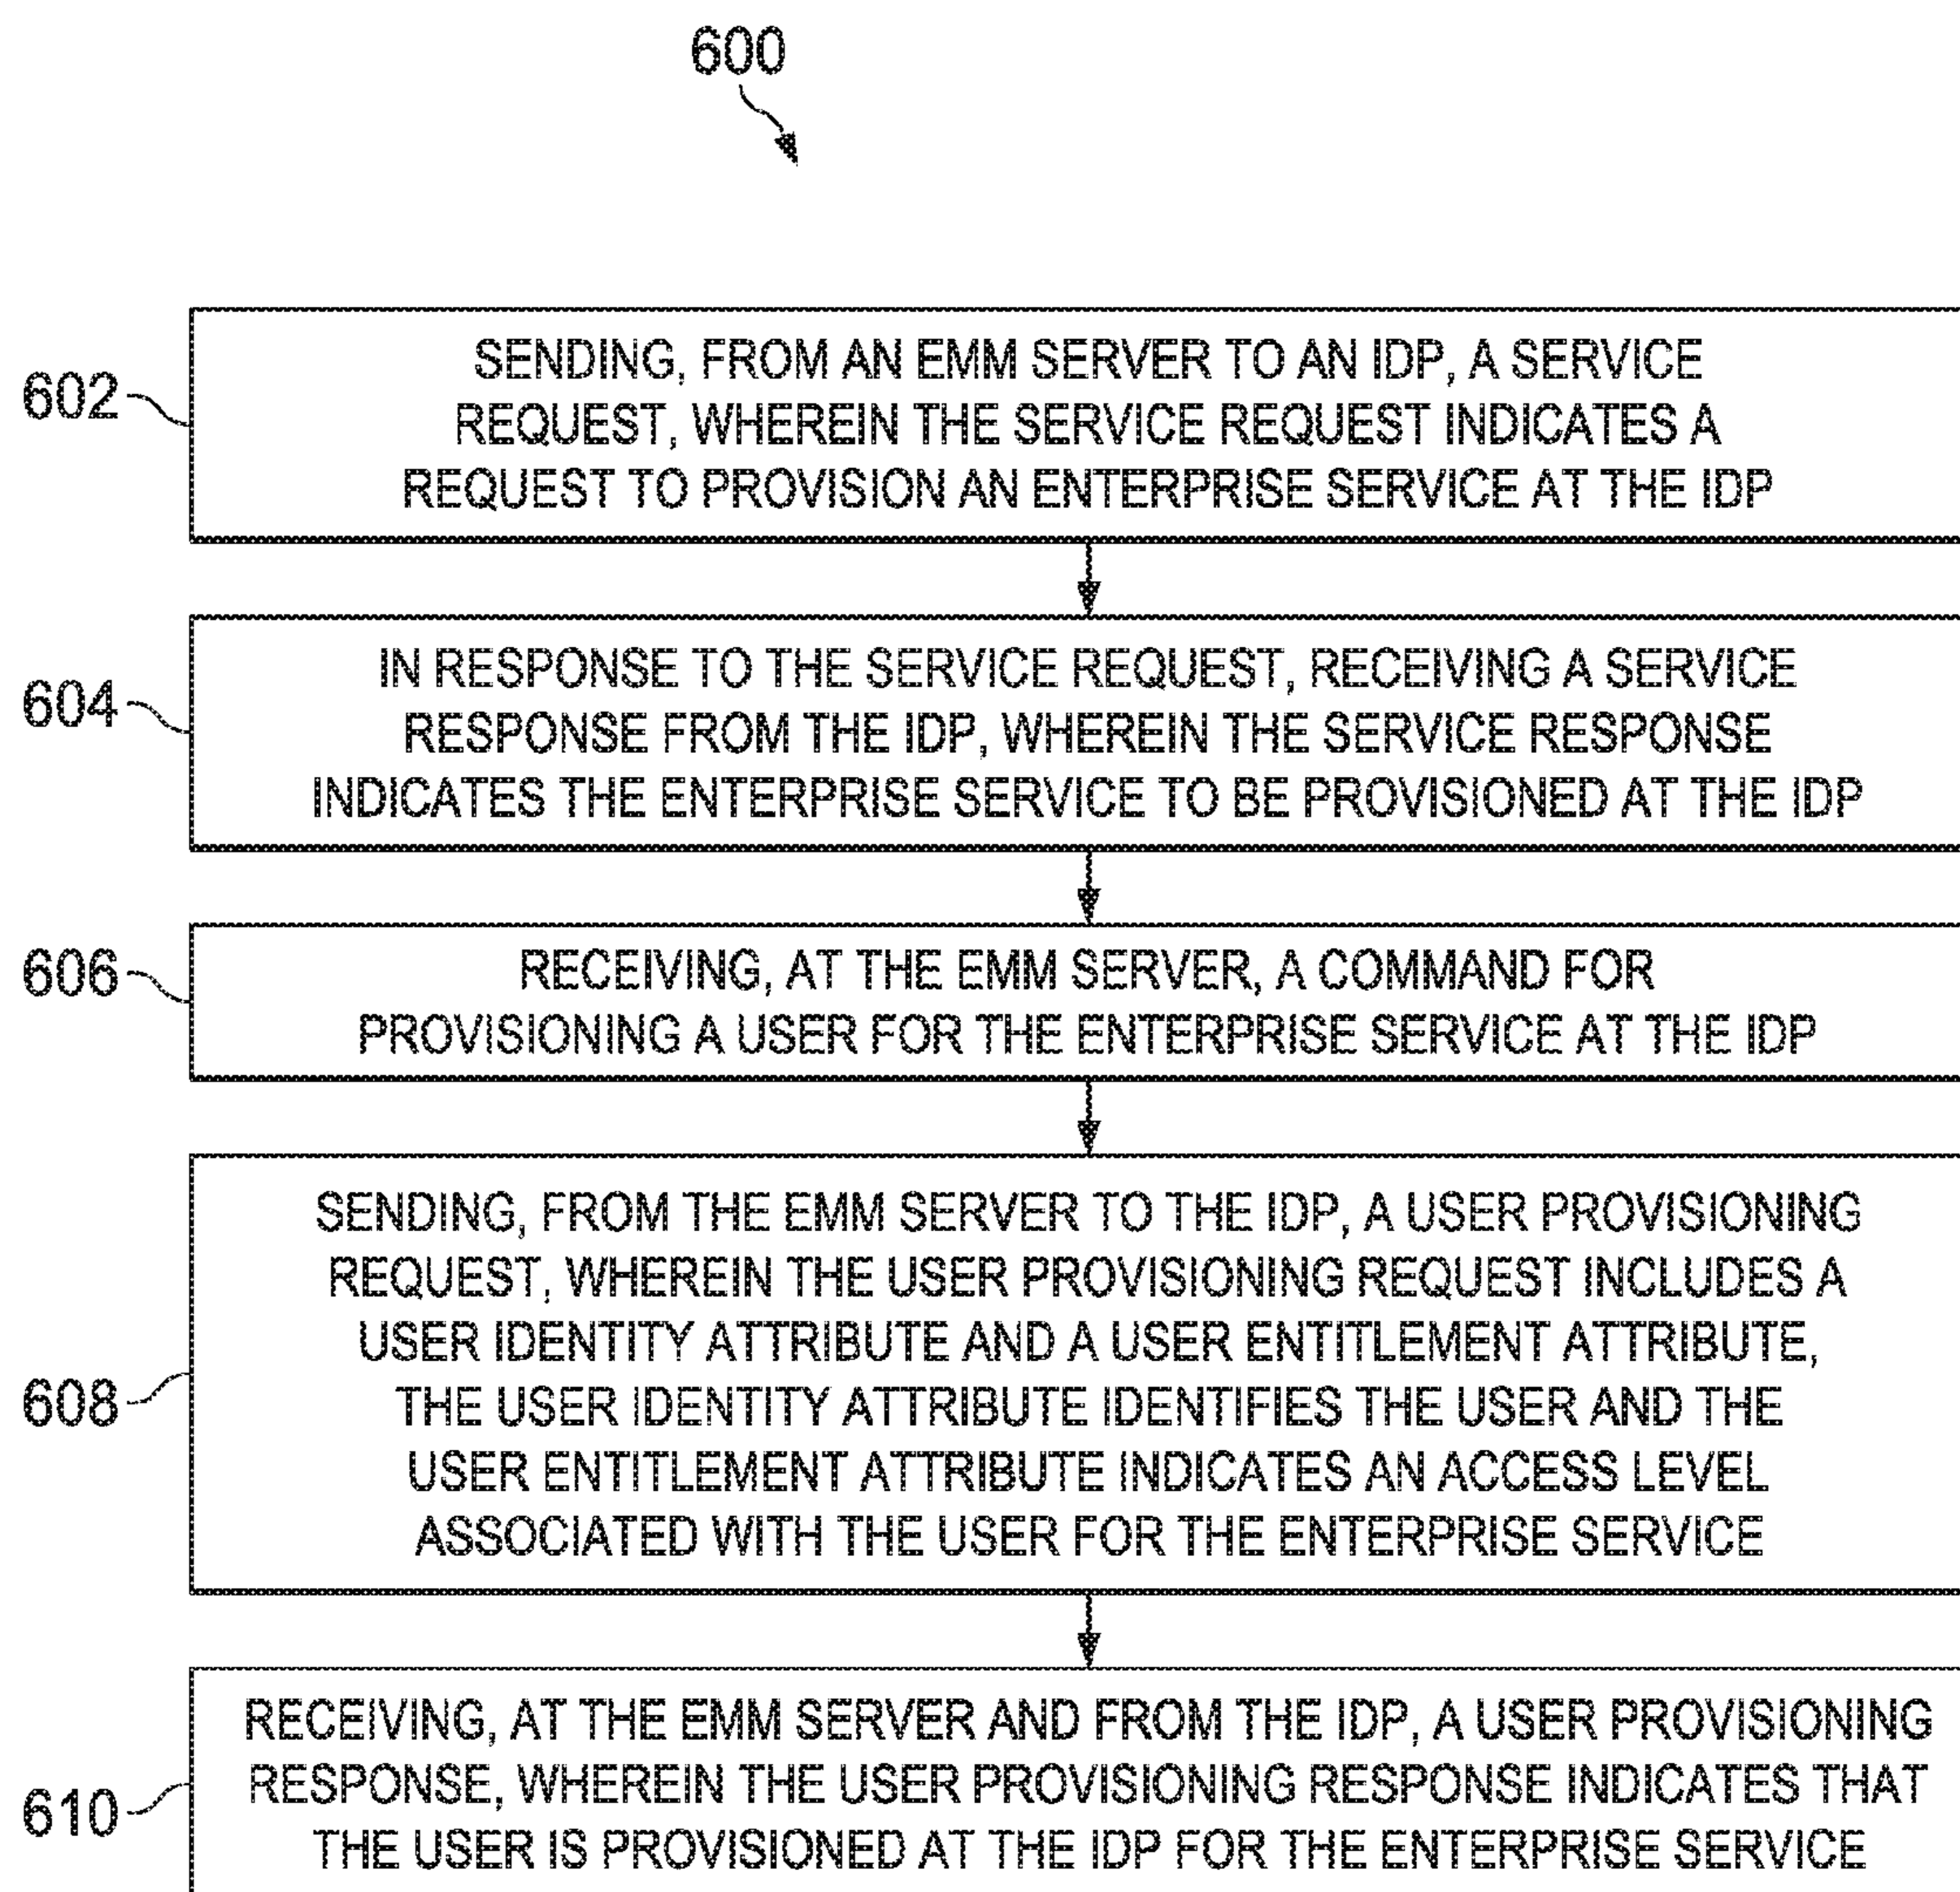 600
602
SENDING, FROM AN EMM SERVER TO AN IDP, A SERVICE
REQUEST, WHEREIN THE SERVICE REQUEST INDICATES A
REQUEST TO PROVISION AN ENTERPRISE SERVICE AT THE IDP
604
IN RESPONSE TO THE SERVICE REQUEST, RECEIVING A SERVICE
RESPONSE FROM THE IDP, WHEREIN THE SERVICE RESPONSE
INDICATES THE ENTERPRISE SERVICE TO BE PROVISIONED AT THE IDP
606
RECEIVING, AT THE EMM SERVER, A COMMAND FOR
PROVISIONING A USER FOR THE ENTERPRISE SERVICE AT THE IDP
608
SENDING, FROM THE EMM SERVER TO THE IDP, A USER PROVISIONING
REQUEST, WHEREIN THE USER PROVISIONING REQUEST INCLUDES A
USER IDENTITY ATTRIBUTE AND A USER ENTITLEMENT ATTRIBUTE,
THE USER IDENTITY ATTRIBUTE IDENTIFIES THE USER AND THE
USER ENTITLEMENT ATTRIBUTE INDICATES AN ACCESS LEVEL
ASSOCIATED WITH THE USER FOR THE ENTERPRISE SERVICE
610
RECEIVING, AT THE EMM SERVER AND FROM THE IDP, A USER PROVISIONING
RESPONSE, WHEREIN THE USER PROVISIONING RESPONSE INDICATES THAT
THE USER IS PROVISIONED AT THE IDP FOR THE ENTERPRISE SERVICE